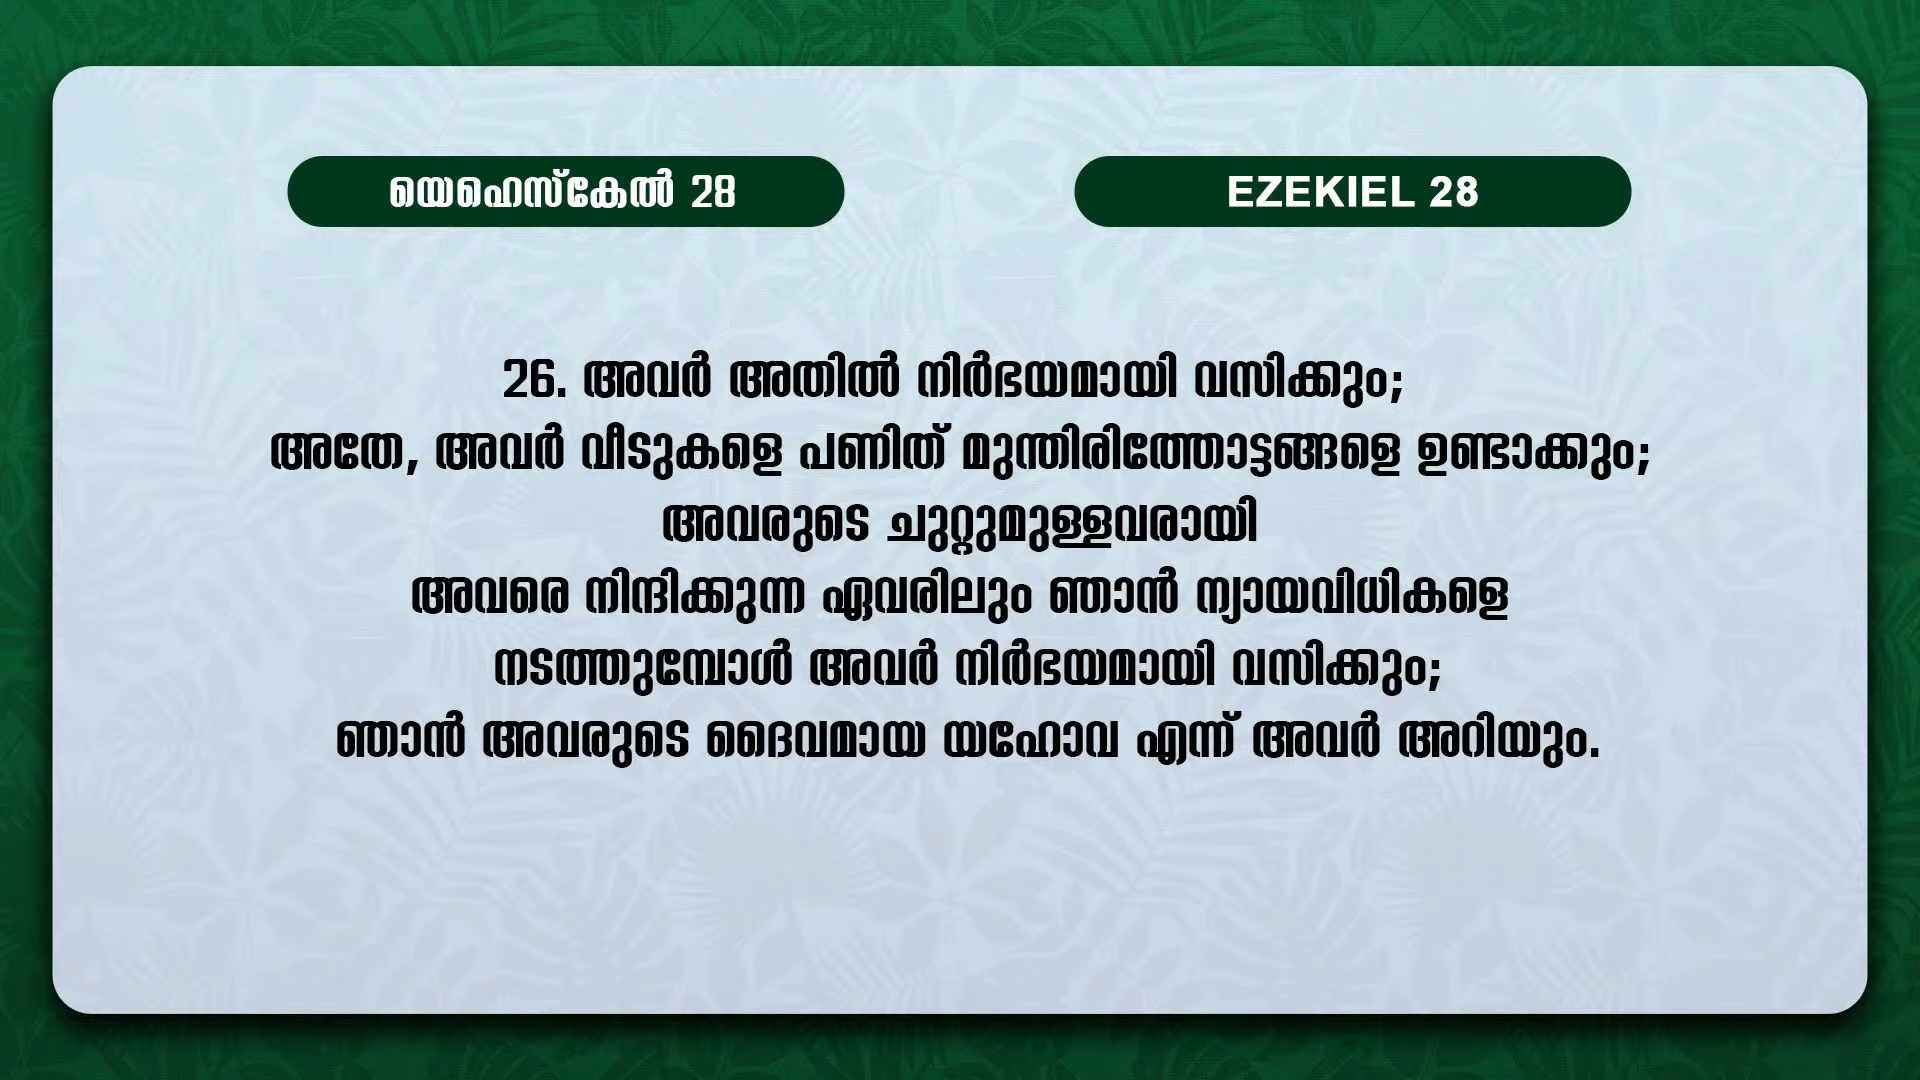 യെഹെസ്കേൽ 28
EZEKIEL 28
26. അവർ അതിൽ നിർഭയമായി വസിക്കും;
അതേ, അവർ വീടുകളെ പണിത് മുന്തിരിത്തോട്ടങ്ങളെ ഉണ്ടാക്കും;
അവരുടെ ചുറ്റുമുള്ളവരായി
അവരെ നിന്ദിക്കുന്ന ഏവരിലും ഞാൻ ന്യായവിധികളെ
നടത്തുമ്പോൾ അവർ നിർഭയമായി വസിക്കും;
ഞാൻ അവരുടെ ദൈവമായ യഹോവ എന്ന് അവർ അറിയും.